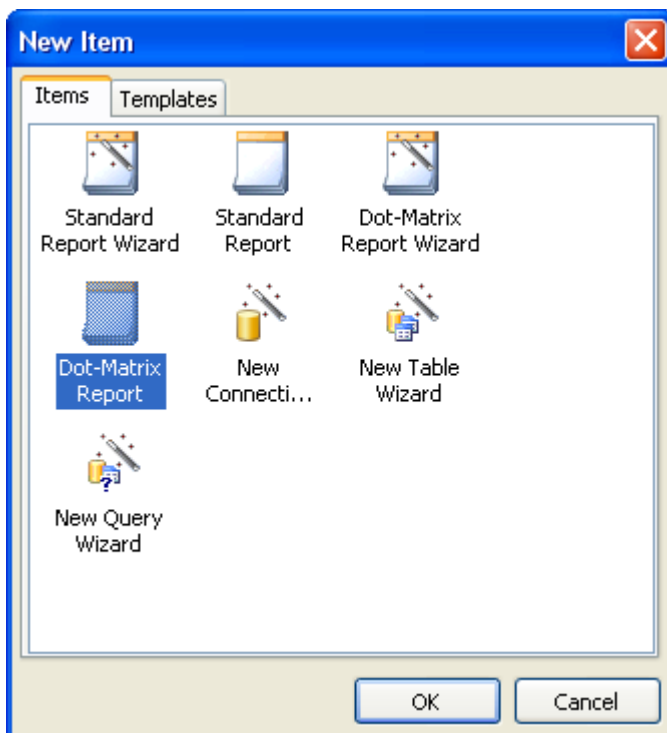 New Item
Items
Templates
Standard
Report Wizard
Standard
Report
Dot-Matrix
Report Wizard
Dot-Matrix
Report
New
Connecti...
New Table
Wizard
New Query
Wizard
OK
Cancel